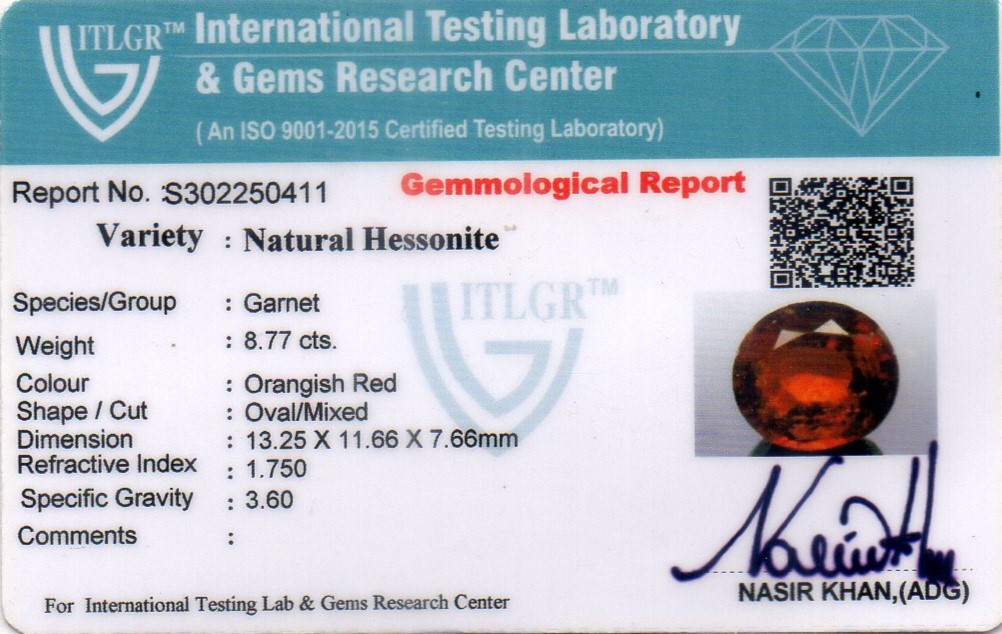 ITLGR™ International Testing Laboratory
& Gems Research Center
( An ISO 9001-2015 Certified Testing Laboratory)
Report No. :S302250411
Gemmological Report
Variety : Natural Hessonite
ITLGR™
Species/Group : Garnet
Weight : 8.77 cts.
Colour : Orangish Red
Shape / Cut : Oval/Mixed
Dimension : 13.25 X 11.66 X 7.66mm
Refractive Index : 1.750
Specific Gravity : 3.60
Comments :
NASIR KHAN,(ADG)
For International Testing Lab & Gems Research Center